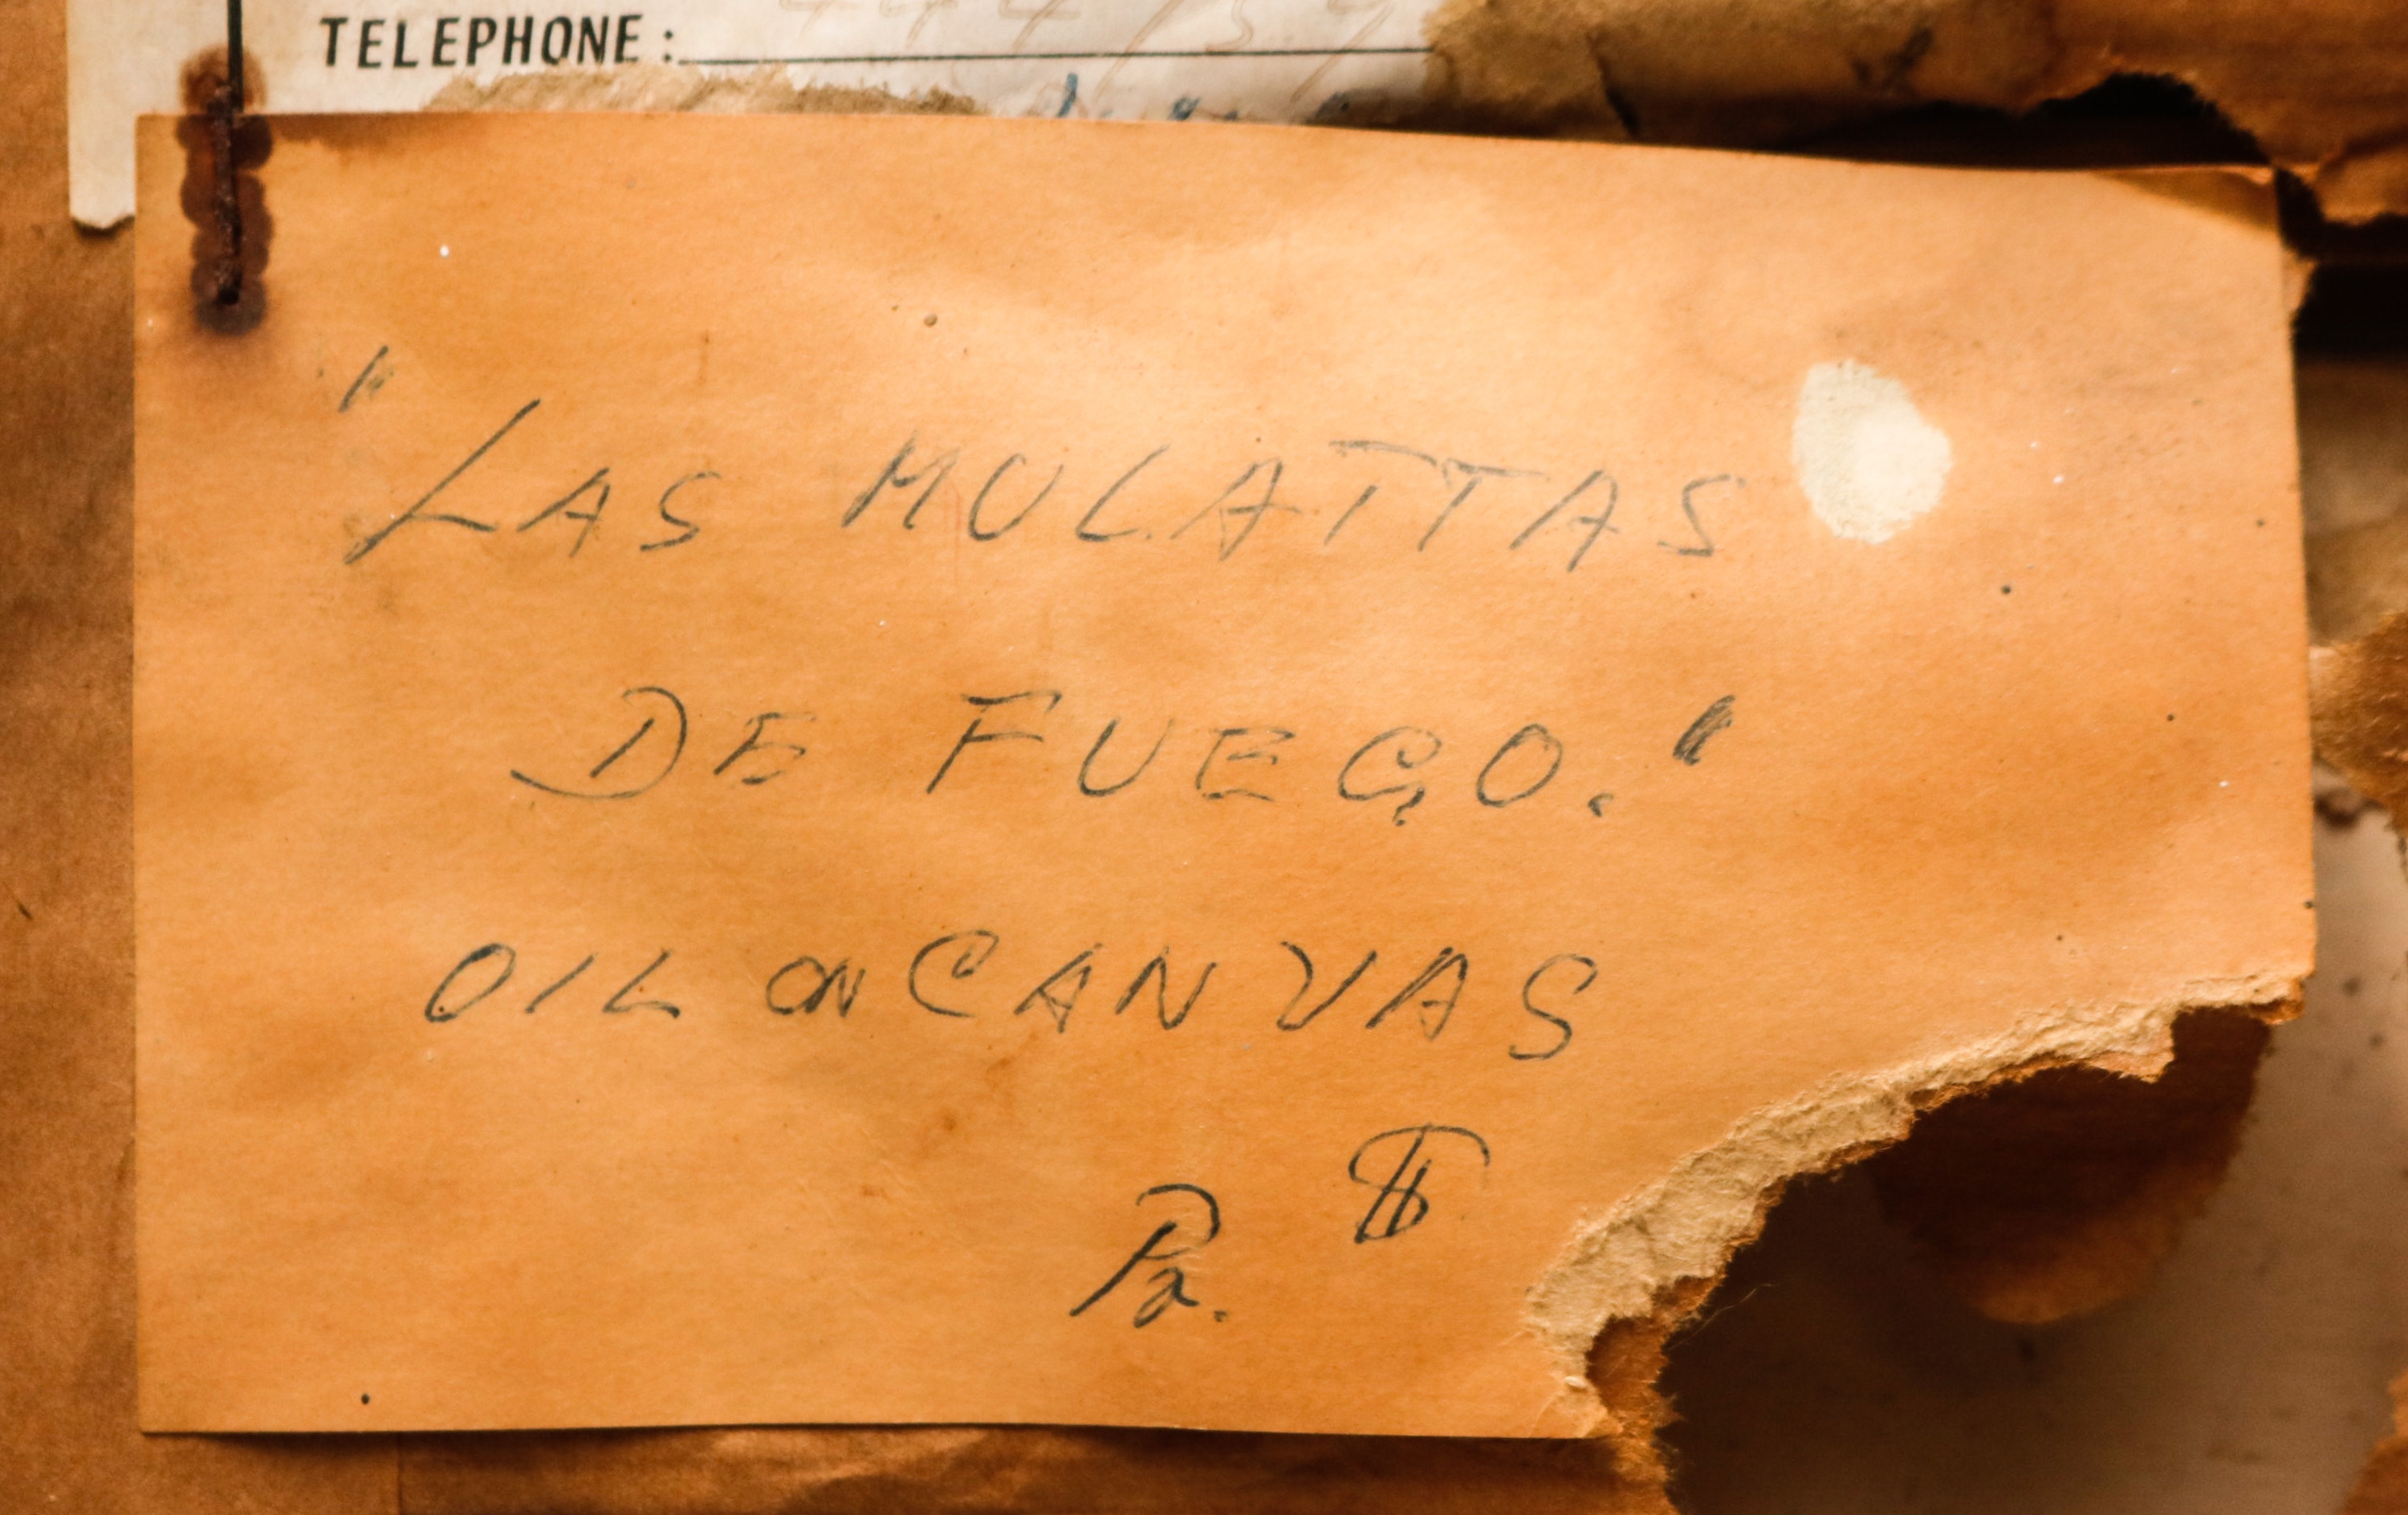 TELEPHONE:
"LAS MULATTAS
DE FUEGO."
OIL ON CANVAS
$